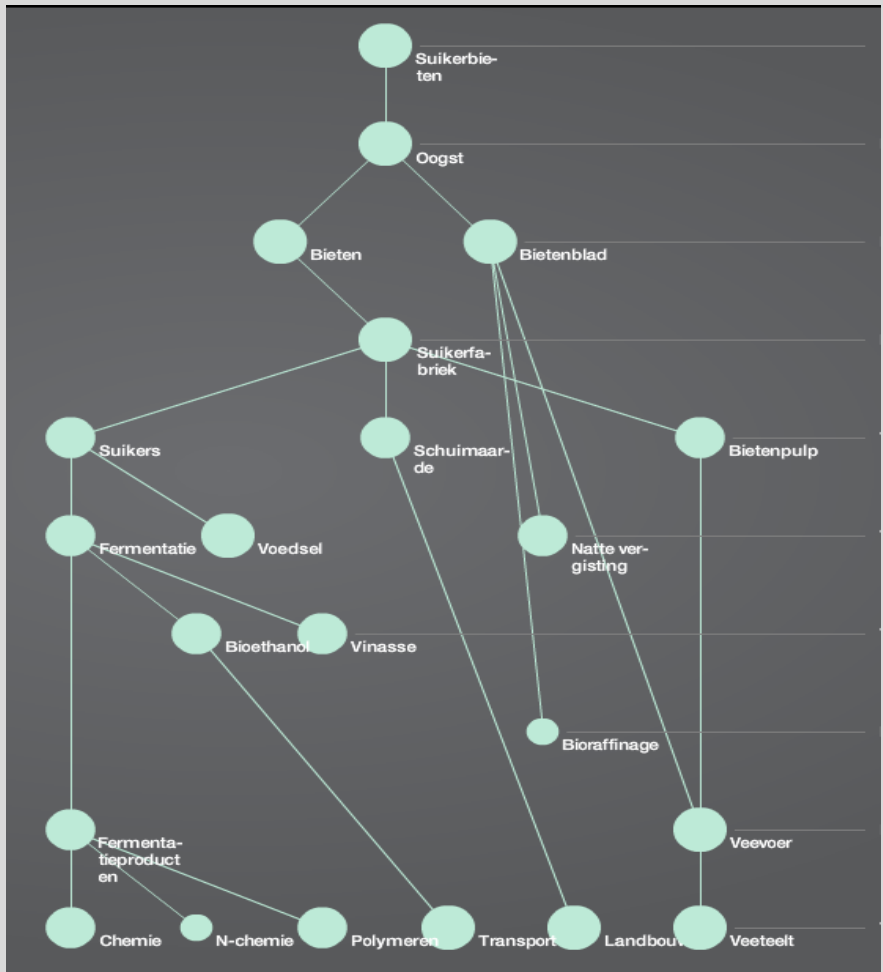 Suikerbie-
ten
Oogst
Bieten
Bietenblad
Suikerfa-
briek
Suikers
Schuimaar-
de
Bietenpulp
Fermentatie
Voedsel
Natte ver-
gisting
Bioethanol
Vinasse
Bioraffinage
Fermenta-
tieproduct
en
Veevoer
Chemie
N-chemie
Polymeren
Transport
Landbouw
Veeteelt